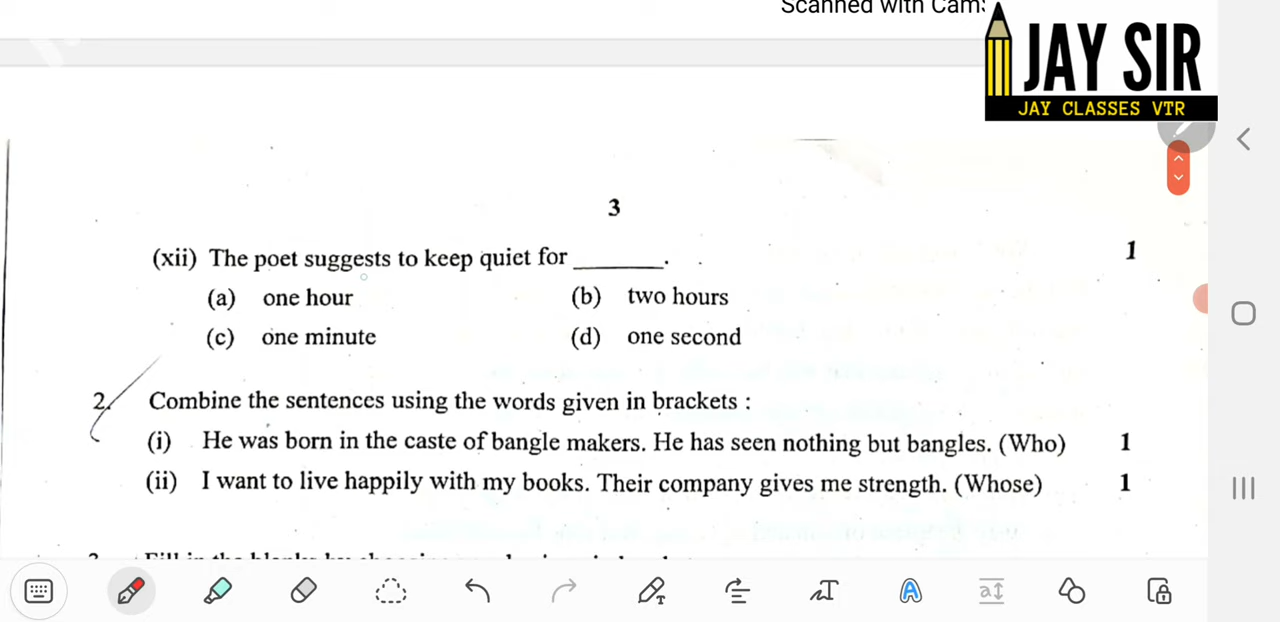 Scanned with Cam
JAY SIR
JAY CLASSES VTR
3
(xii) The poet suggests to keep quiet for ______. 1
(a) one hour (b) two hours
(c) one minute (d) one second
2. Combine the sentences using the words given in brackets :
(i) He was born in the caste of bangle makers. He has seen nothing but bangles. (Who) 1
(ii) I want to live happily with my books. Their company gives me strength. (Whose) 1